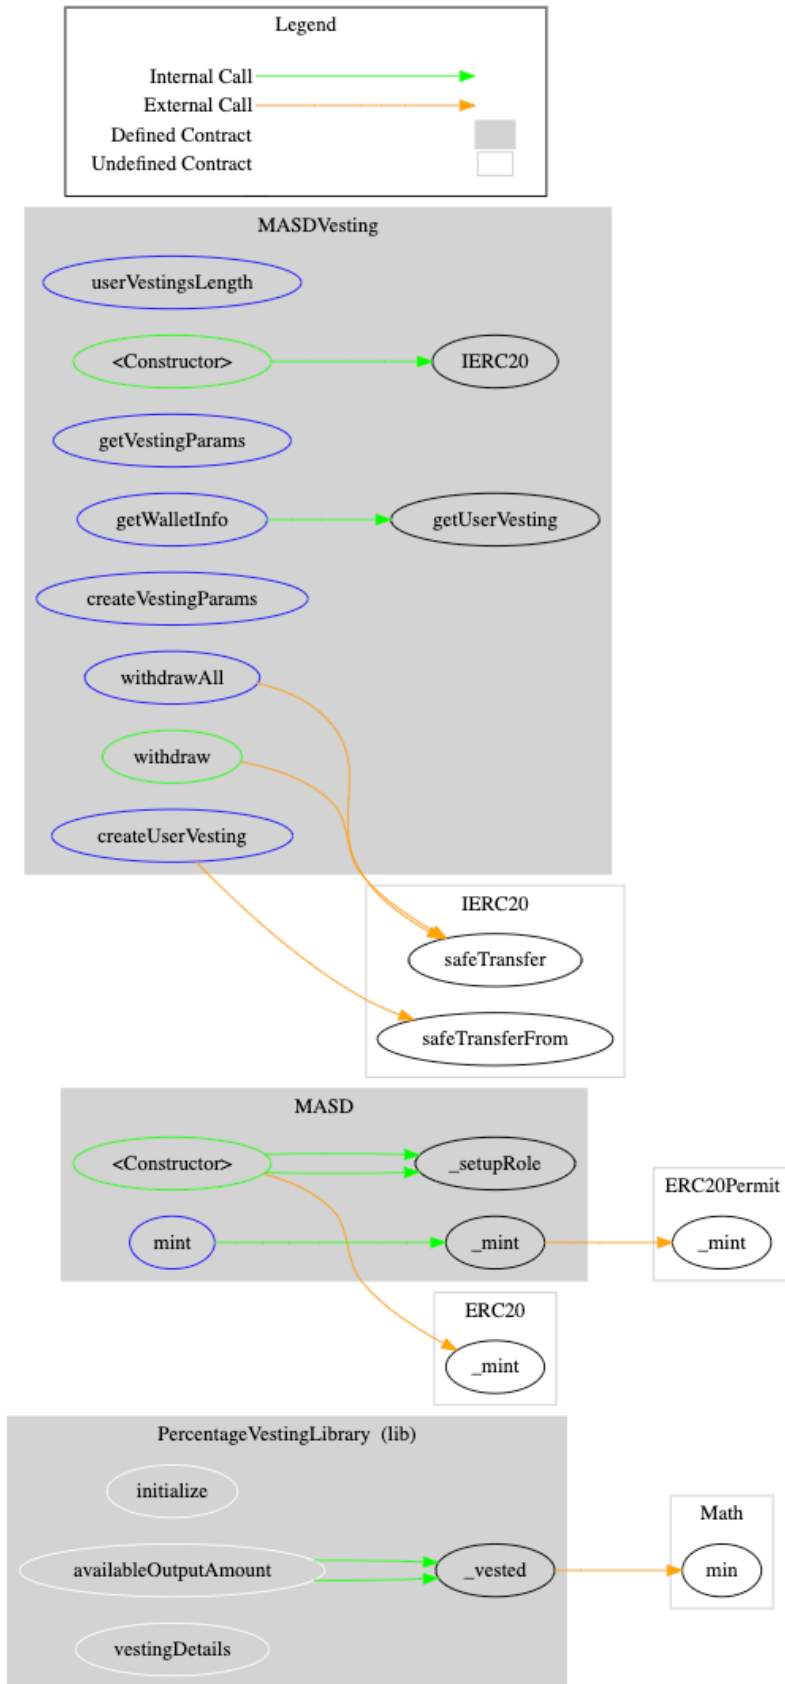 Legend
Internal Call
External Call
Defined Contract
Undefined Contract
MASDVesting
userVestingsLength
<Constructor>
IERC20
getVestingParams
getWalletInfo
getUserVesting
createVestingParams
withdrawAll
withdraw
createUserVesting
IERC20
safeTransfer
safeTransferFrom
MASD
<Constructor>
_setupRole
ERC20Permit
mint
_mint
_mint
ERC20
_mint
PercentageVestingLibrary (lib)
initialize
Math
availableOutputAmount
_vested
min
vestingDetails